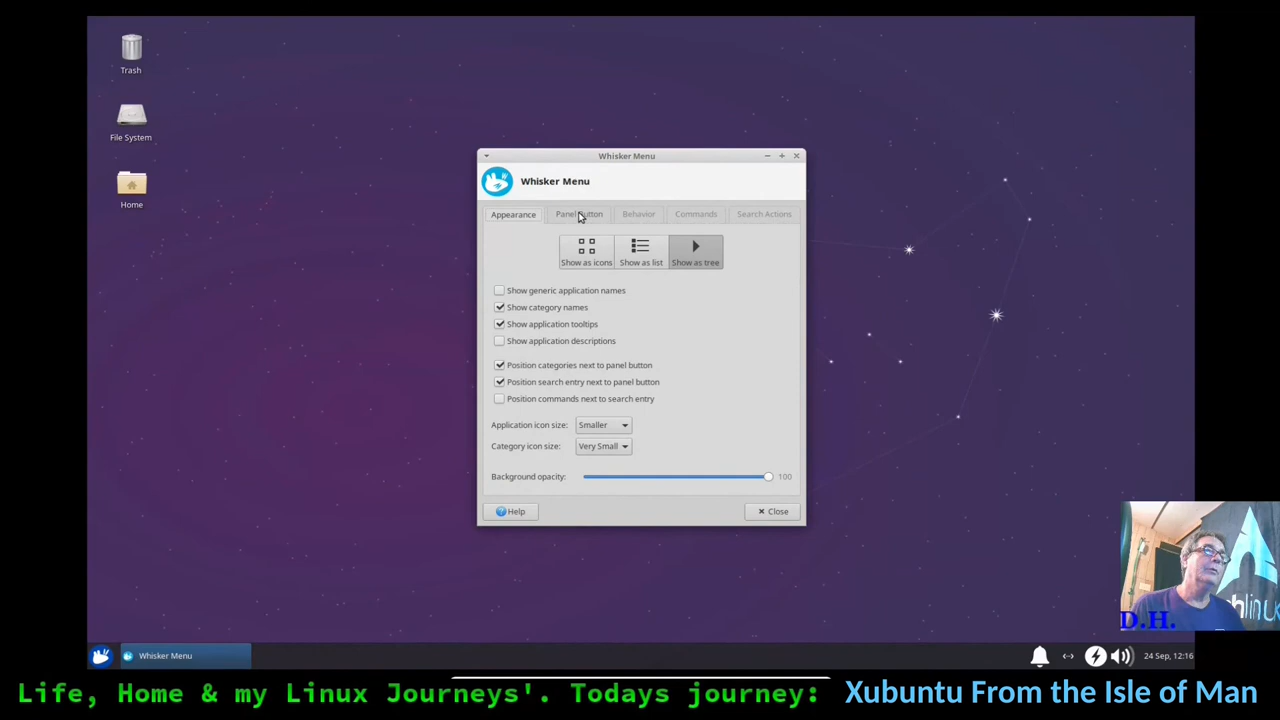 Trash
File System
Home
Whisker Menu
Whisker Menu
Appearance
Panel Button
Behavior
Commands
Search Actions
Show as icons
Show as list
Show as tree
Show generic application names
Show category names
Show application tooltips
Show application descriptions
Position categories next to panel button
Position search entry next to panel button
Position commands next to search entry
Application icon size: Smaller
Category icon size: Very Small
Background opacity: 100
Help
Close
D.H.
Whisker Menu
24 Sep, 12:16
Life, Home & my Linux Journeys'. Todays journey: Xubuntu From the Isle of Man